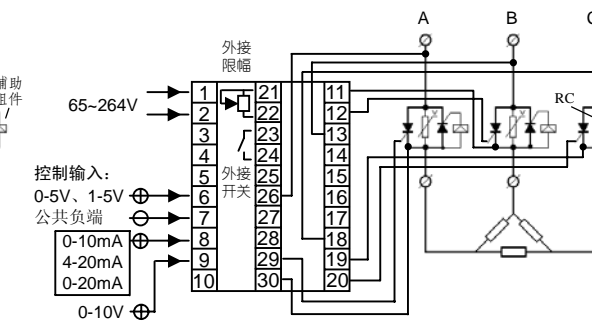 A
B
外接
限幅
辅助
组件
RC
65~264V
1 21 11
2 22 12
3 23 13
4 24 14
5 25 15
6 26 16
7 27 17
8 28 18
9 29 19
10 30 20
外接
开关
控制输入：
0-5V、1-5V
公共负端
0-10mA
4-20mA
0-20mA
0-10V